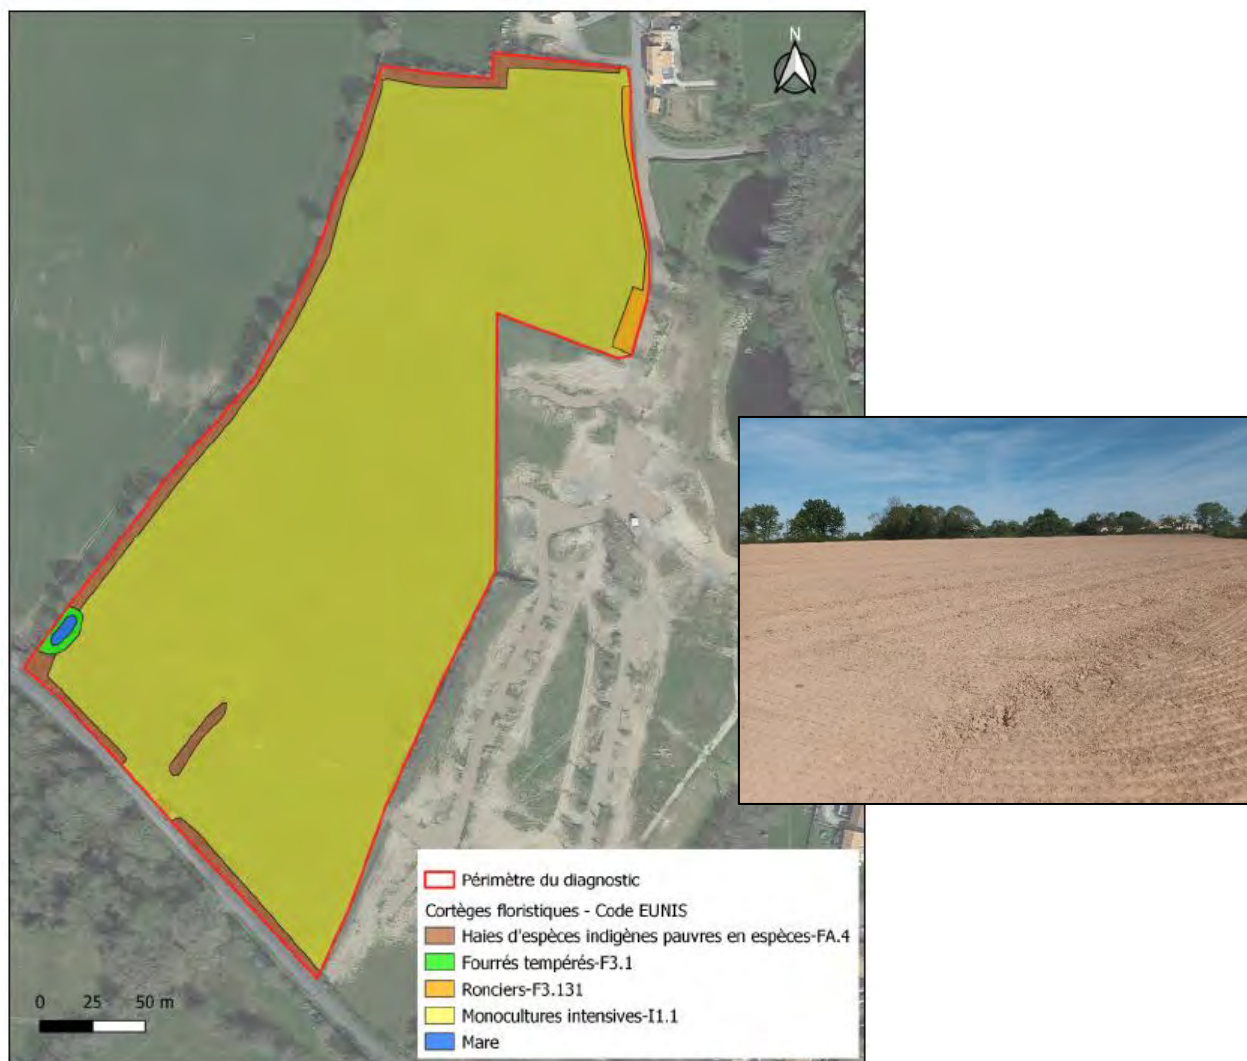 N
Périmètre du diagnostic
Cortèges floristiques - Code EUNIS
Haies d'espèces indigènes pauvres en espèces-FA.4
Fourrés tempérés-F3.1
Ronciers-F3.131
Monocultures intensives-I1.1
Mare
0 25 50 m